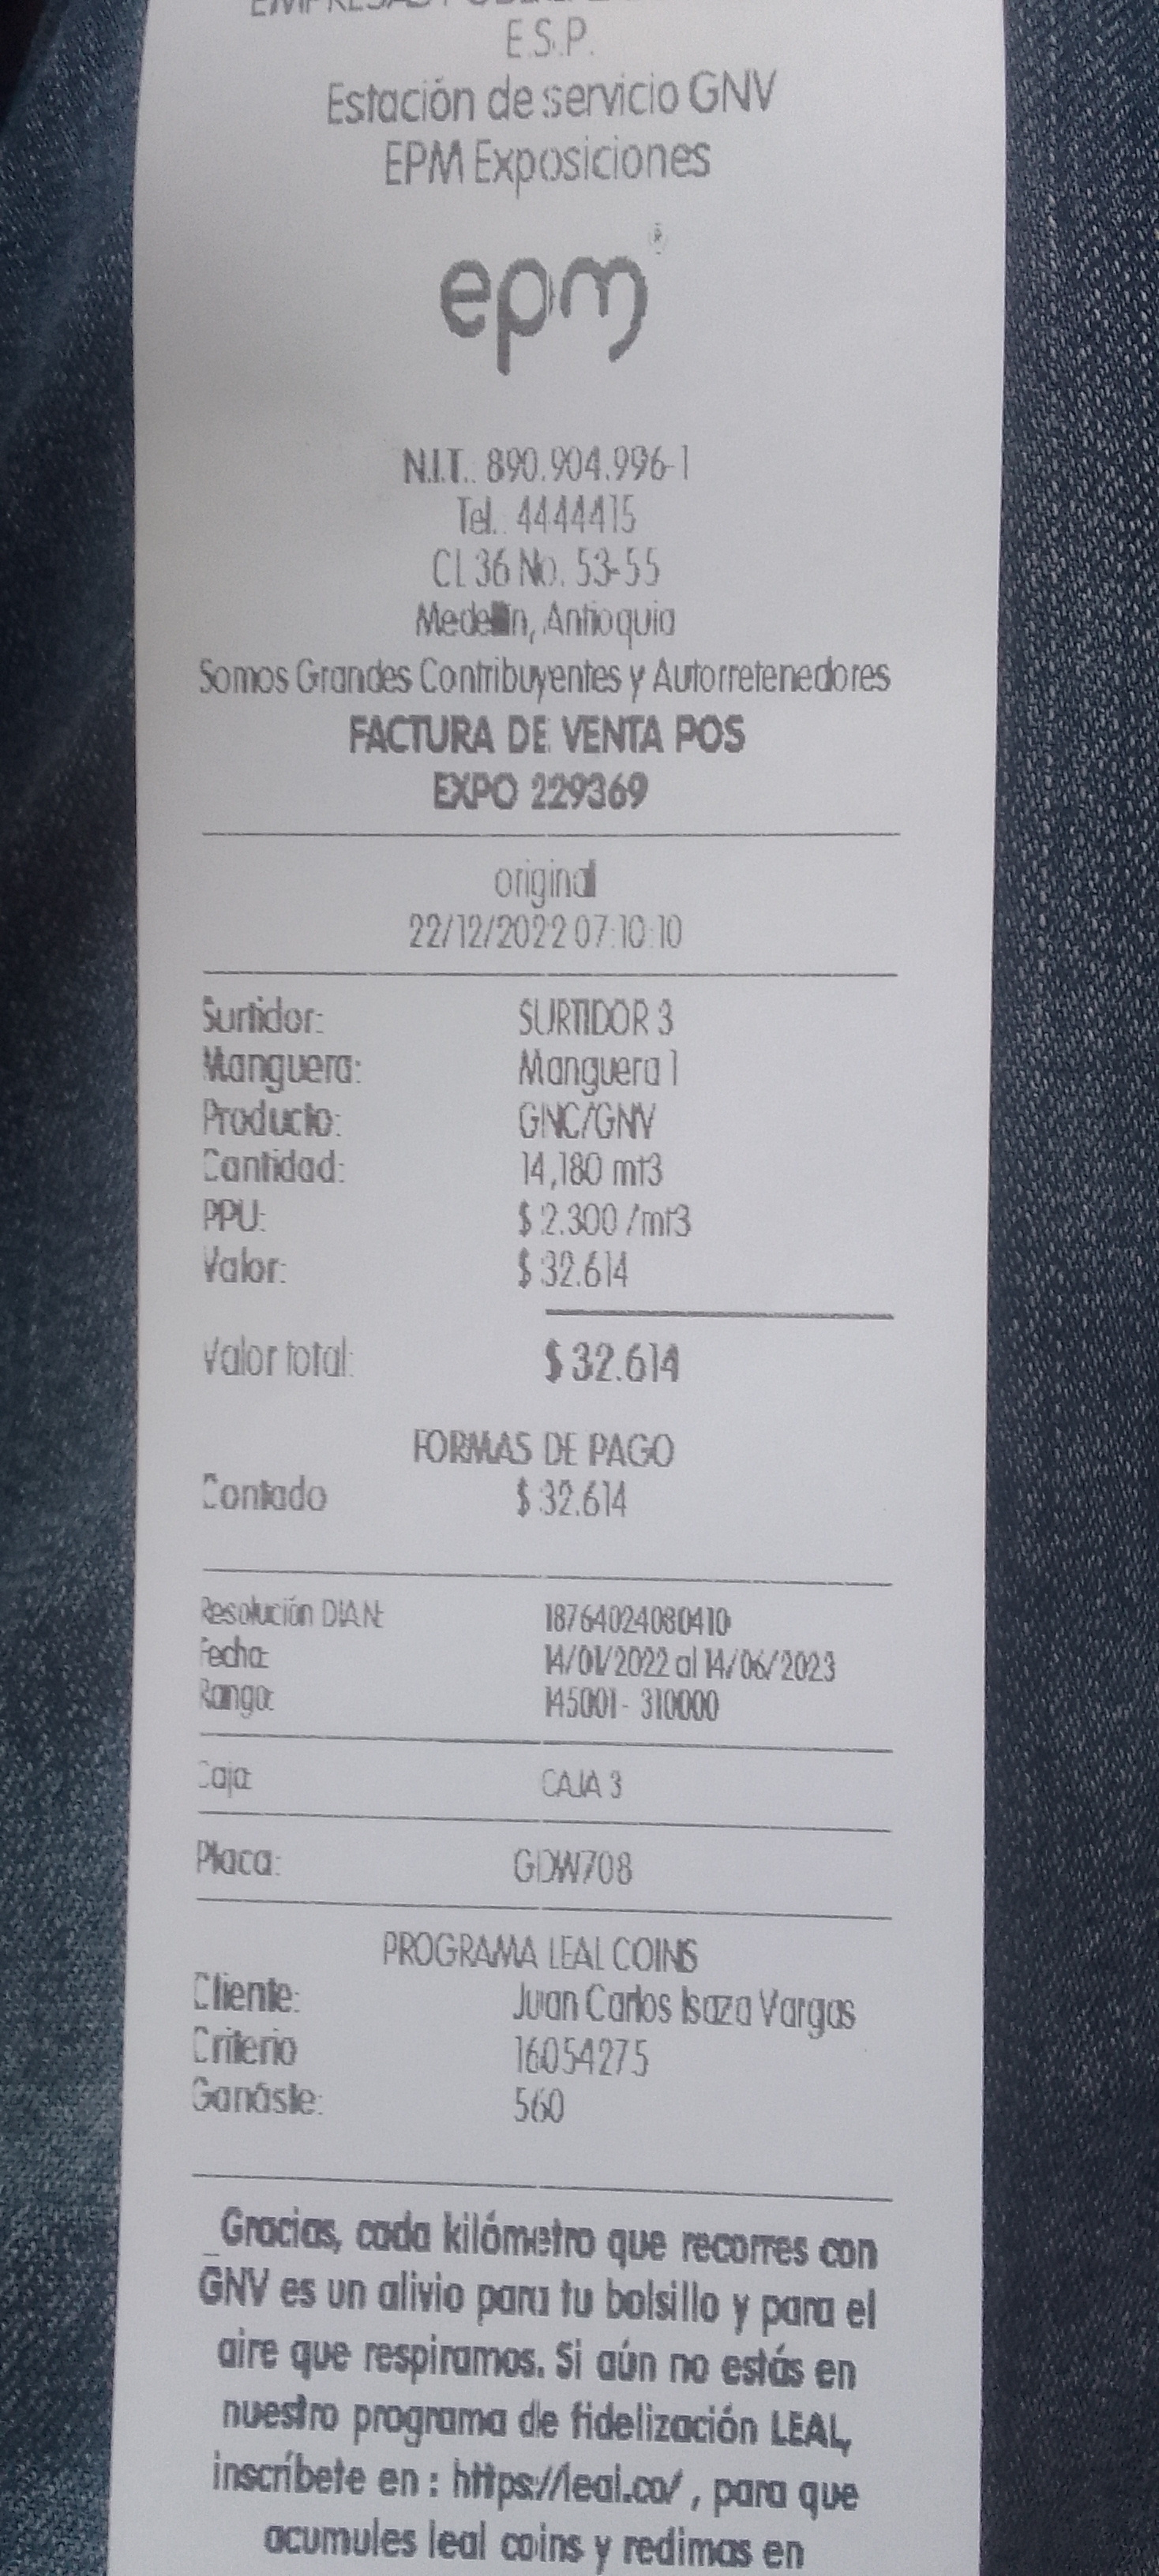 E.S.P.
Estación de servicio GNV
EPM Exposiciones
epm®
N.I.T.. 890.904.996-1
Tel.: 4444415
CL 36 No. 53-55
Medellín, Antioquia
Somos Grandes Contribuyentes y Autorretenedores
FACTURA DE VENTA POS
EXPO 229369
original
22/12/2022 07:10:10
Surtidor: SURTIDOR 3
Manguera: Manguera 1
Producto: GNC/GNV
Cantidad: 14,180 mt3
PPU: $ 2.300 /mt3
Valor: $ 32.614
Valor total: $ 32.614
FORMAS DE PAGO
Contado $ 32.614
Resolución DIAN: 18764024080410
Fecha: 14/01/2022 al 14/06/2023
Rango: 145001 - 310000
Caja: CAJA 3
Placa: GDW708
PROGRAMA LEAL COINS
Cliente: Juan Carlos Isaza Vargas
Criterio 16054275
Ganáste: 560
Gracias, cada kilómetro que recorres con
GNV es un alivio para tu bolsillo y para el
aire que respiramos. Si aún no estás en
nuestro programa de fidelización LEAL,
inscríbete en : https://leal.co/ , para que
acumules leal coins y redimas en